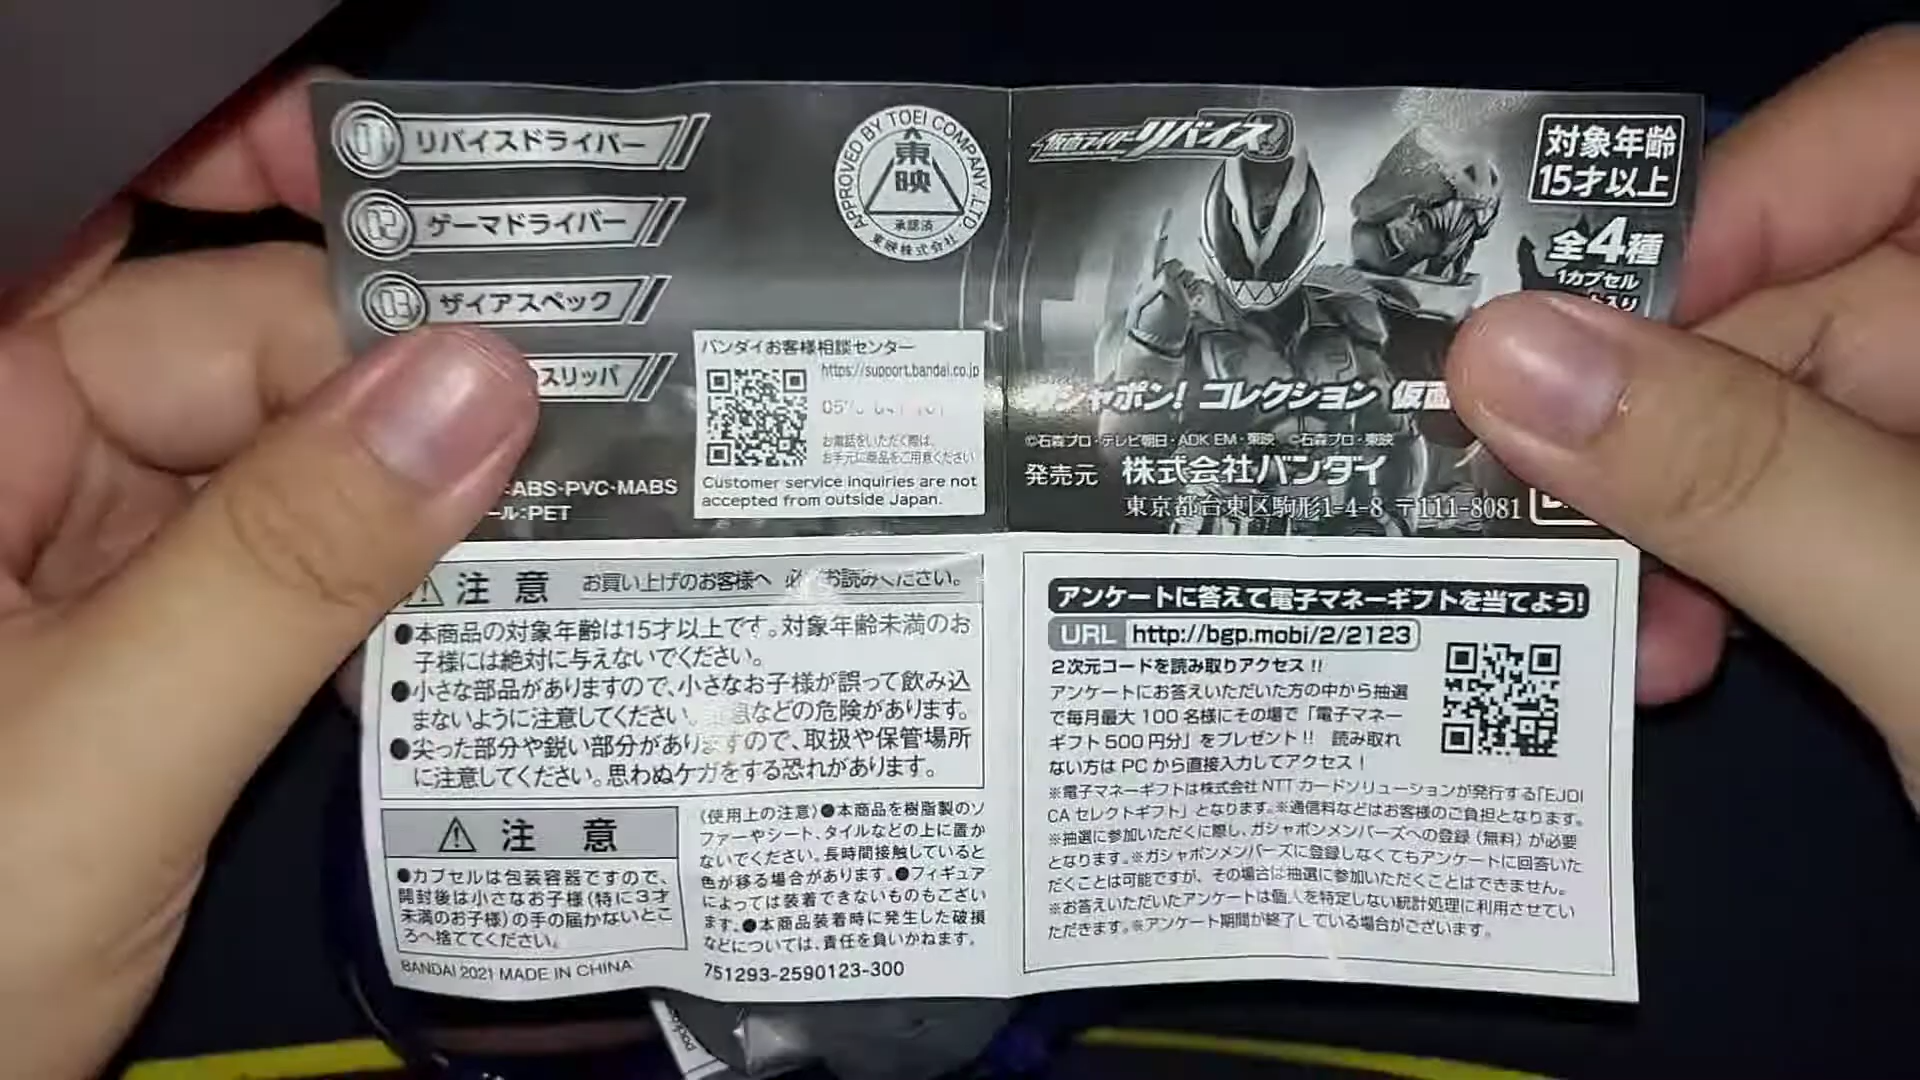 01 リバイスドライバー
02 ゲーマドライバー
03 ザイアスペック
スリッパ
:ABS・PVC・MABS
ール:PET
APPROVED BY TOEI COMPANY,LTD.
東映
承認済
東映株式会社
バンダイお客様相談センター
https://support.bandai.co.jp
お電話をいただく際は、
お手元に商品をご用意ください
Customer service inquiries are not
accepted from outside Japan.
仮面ライダーリバイス
対象年齢
15才以上
全4種
1カプセル
入り
シャポン! コレクション 仮面
©石森プロ・テレビ朝日・ADK EM・東映 ©石森プロ・東映
発売元 株式会社バンダイ
東京都台東区駒形1-4-8 〒111-8081
注意 お買い上げのお客様へ 必 お読みください。
●本商品の対象年齢は15才以上です。対象年齢未満のお
子様には絶対に与えないでください。
●小さな部品がありますので、小さなお子様が誤って飲み込
まないように注意してください。 息などの危険があります。
●尖った部分や鋭い部分がありますので、取扱や保管場所
に注意してください。思わぬケガをする恐れがあります。
注意
●カプセルは包装容器ですので、
開封後は小さなお子様(特に3才
未満のお子様)の手の届かないとこ
ろへ捨ててください。
BANDAI 2021 MADE IN CHINA
(使用上の注意)●本商品を樹脂製のソ
ファーやシート、タイルなどの上に置か
ないでください。長時間接触していると
色が移る場合があります。●フィギュア
によっては装着できないものもござい
ます。●本商品装着時に発生した破損
などについては、責任を負いかねます。
751293-2590123-300
アンケートに答えて電子マネーギフトを当てよう!
URL http://bgp.mobi/2/2123
2次元コードを読み取りアクセス!!
アンケートにお答えいただいた方の中から抽選
で毎月最大100名様にその場で「電子マネー
ギフト500円分」をプレゼント!! 読み取れ
ない方はPCから直接入力してアクセス!
※電子マネーギフトは株式会社NTTカードソリューションが発行する「EJOI
CAセレクトギフト」となります。※通信料などはお客様のご負担となります。
※抽選に参加いただくに際し、ガシャポンメンバーズへの登録(無料)が必要
となります。※ガシャポンメンバーズに登録しなくてもアンケートに回答いた
だくことは可能ですが、その場合は抽選に参加いただくことはできません。
※お答えいただいたアンケートは個人を特定しない統計処理に利用させてい
ただきます。※アンケート期間が終了している場合がございます。